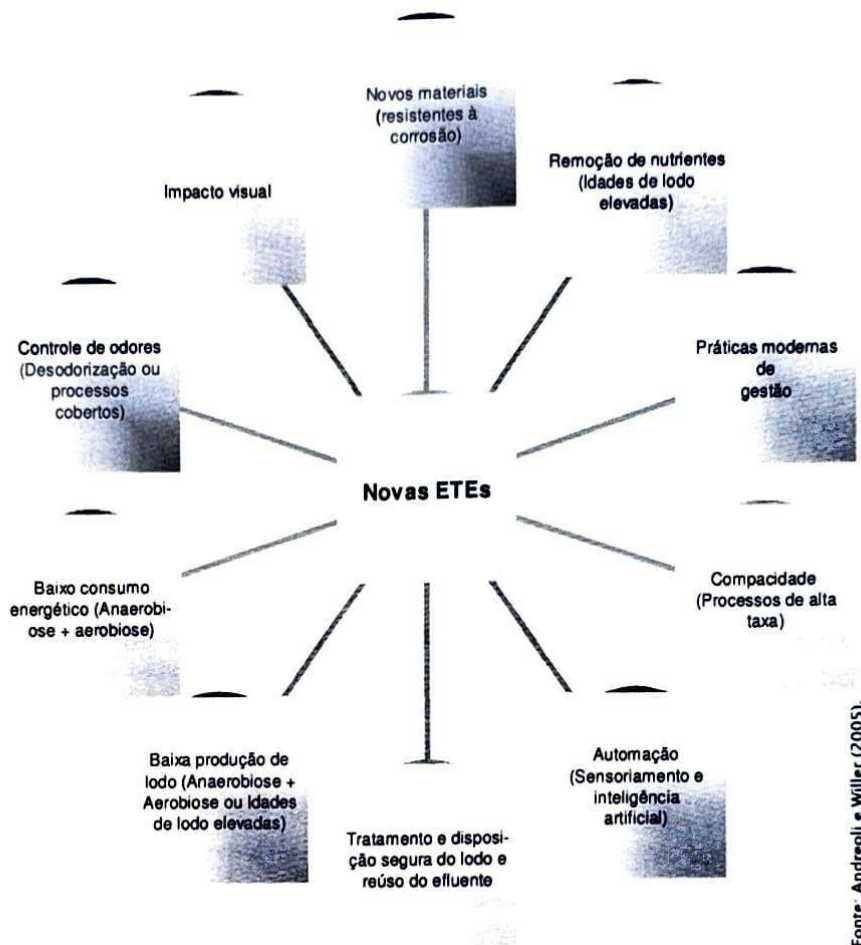 Novos materiais
(resistentes à
corrosão)
Remoção de nutrientes
(Idades de lodo
elevadas)
Práticas modernas
de
gestão
Compacidade
(Processos de alta
taxa)
Automação
(Sensoriamento e
inteligência
artificial)
Tratamento e disposi-
ção segura do lodo e
reúso do efluente
Baixa produção de
lodo (Anaerobiose +
Aerobiose ou Idades
de lodo elevadas)
Baixo consumo
energético (Anaerobi-
ose + aerobiose)
Controle de odores
(Desodorização ou
processos
cobertos)
Impacto visual
Novas ETEs
Fonte: Andreoli e Willer (2005).